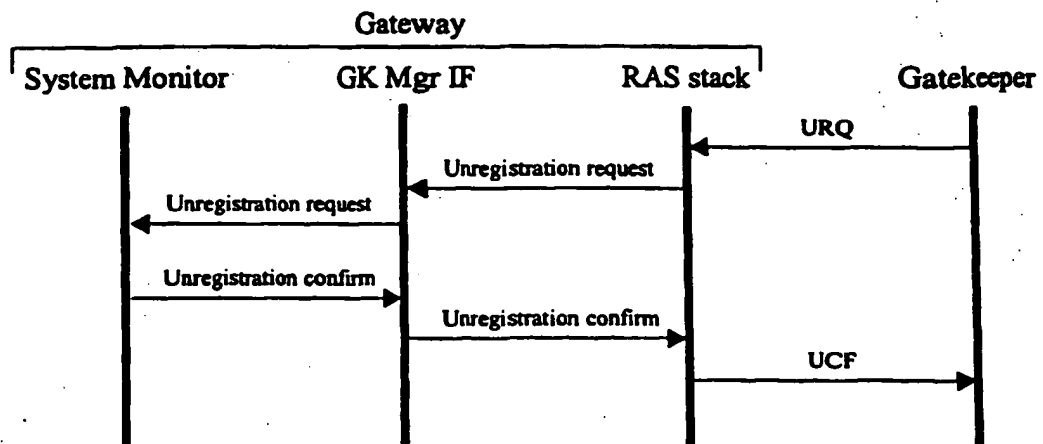 Gateway
System Monitor
GK Mgr IF
RAS stack
Gatekeeper
URQ
Unregistration request
Unregistration request
Unregistration confirm
Unregistration confirm
UCF